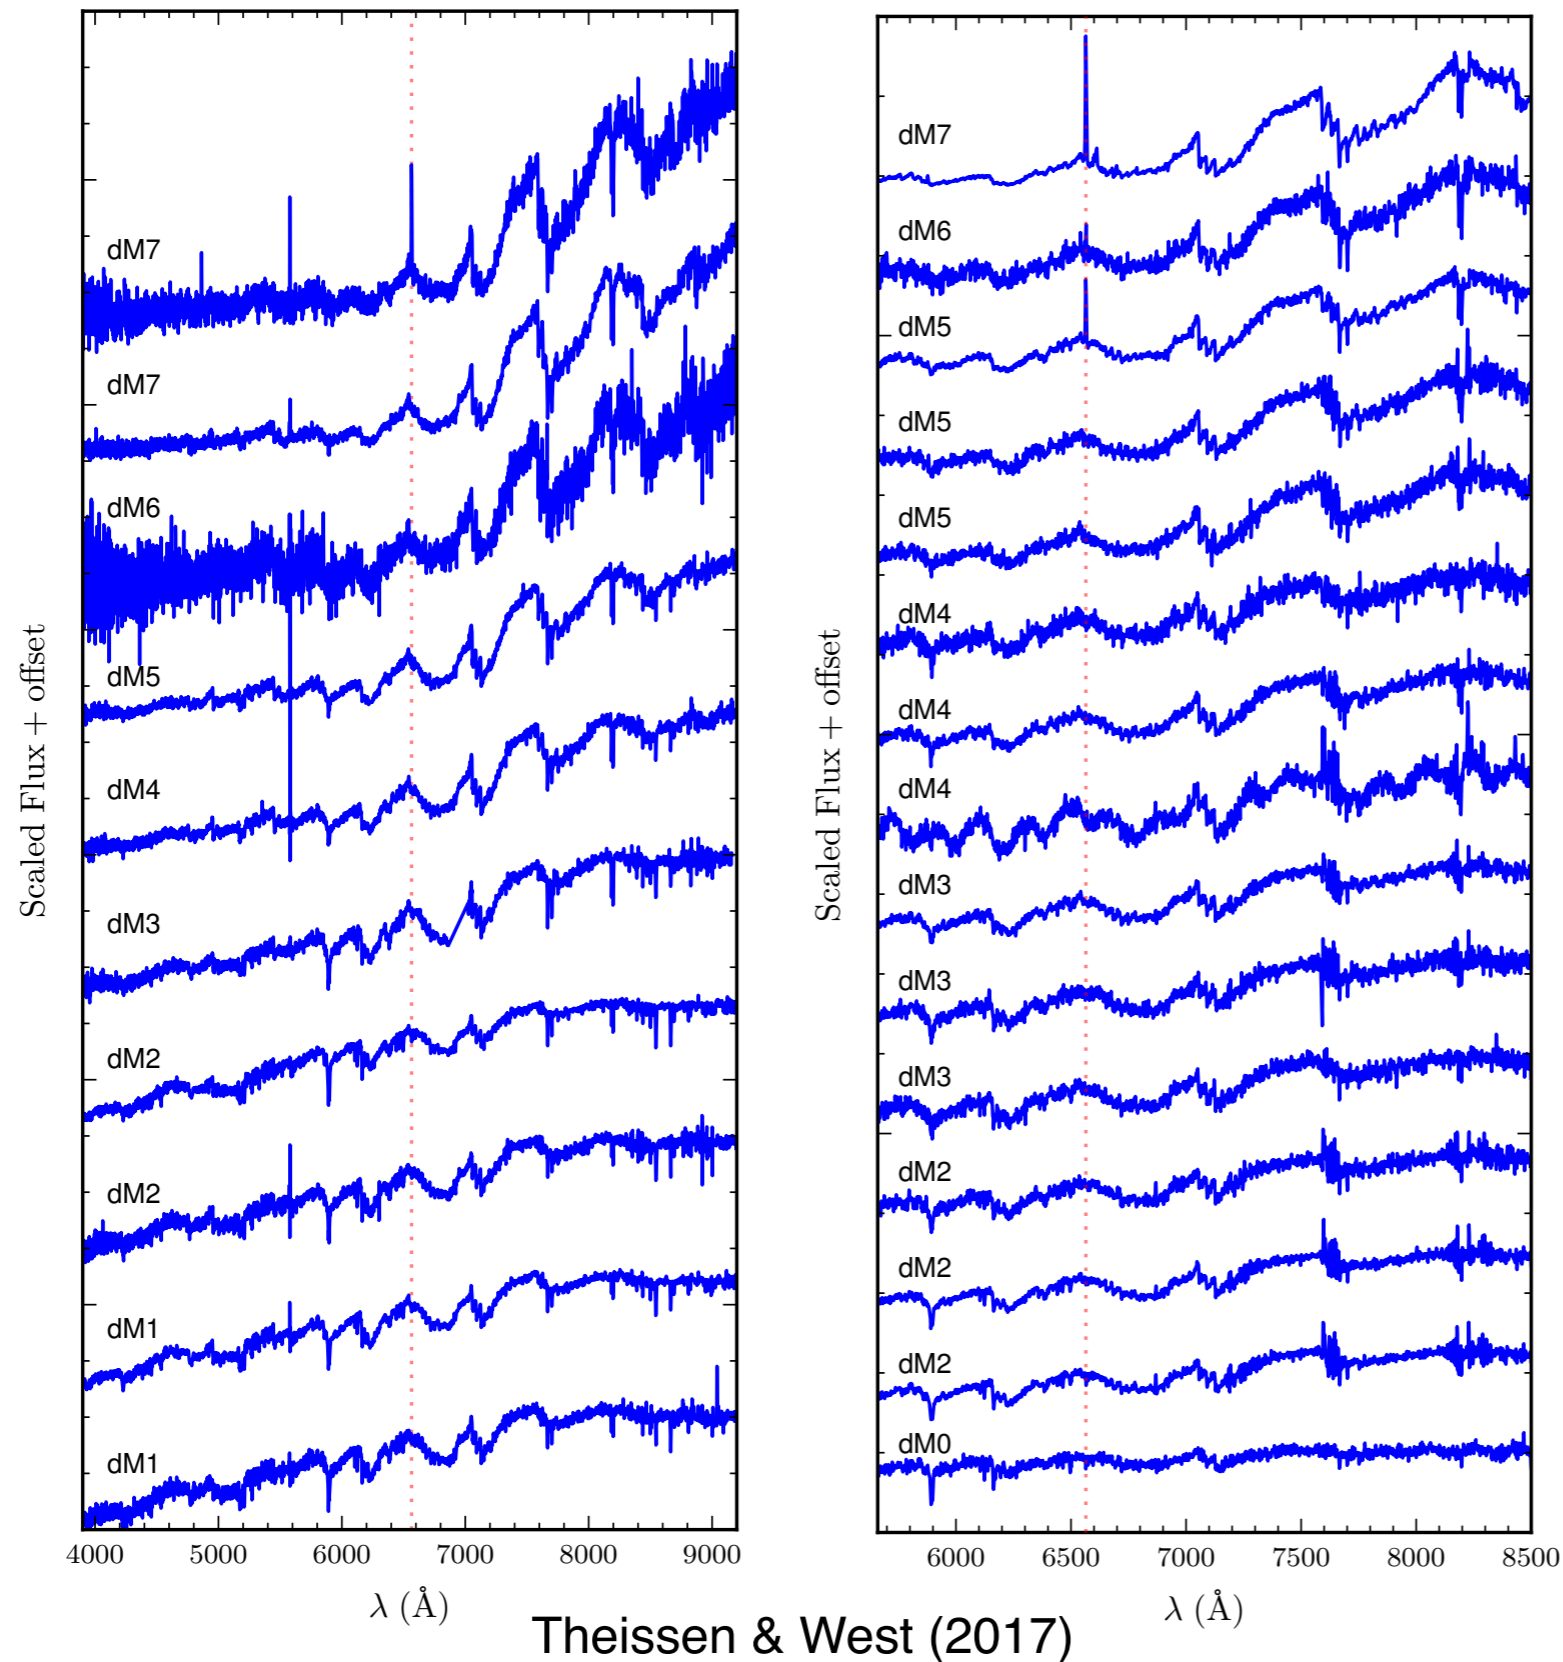 Scaled Flux + offset
dM7
dM7
dM6
dM5
dM4
dM3
dM2
dM2
dM1
dM1
4000 5000 6000 7000 8000 9000
λ (Å)
Scaled Flux + offset
dM7
dM6
dM5
dM5
dM5
dM4
dM4
dM4
dM3
dM3
dM3
dM2
dM2
dM2
dM0
6000 6500 7000 7500 8000 8500
λ (Å)
Theissen & West (2017)